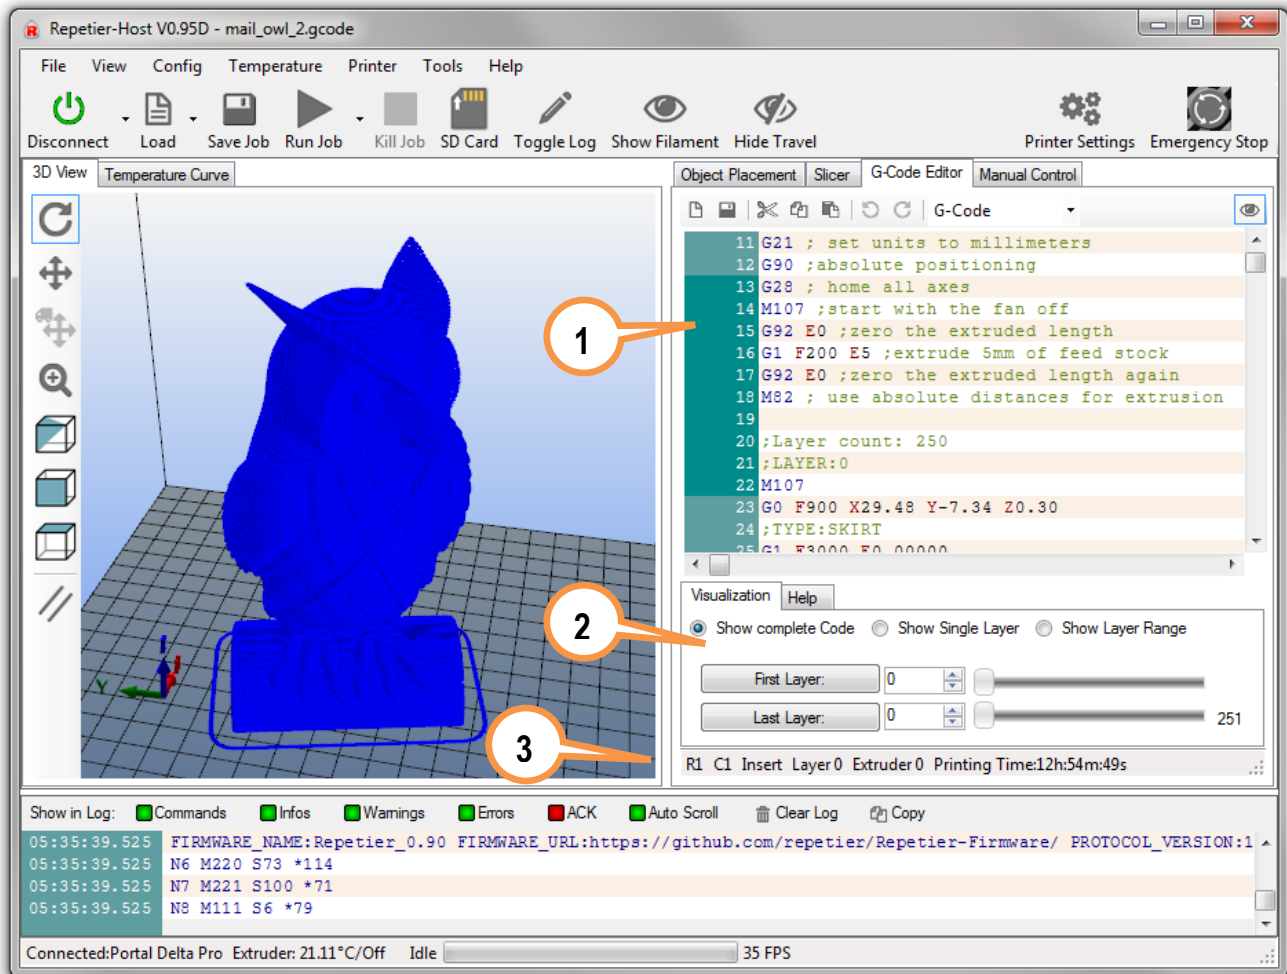 Repetier-Host V0.95D - mail_owl_2.gcode
File View Config Temperature Printer Tools Help
Disconnect Load Save Job Run Job Kill Job SD Card Toggle Log Show Filament Hide Travel Printer Settings Emergency Stop
3D View Temperature Curve
Object Placement Slicer G-Code Editor Manual Control
G-Code
11 G21 ; set units to millimeters
12 G90 ;absolute positioning
13 G28 ; home all axes
14 M107 ;start with the fan off
15 G92 E0 ;zero the extruded length
16 G1 F200 E5 ;extrude 5mm of feed stock
17 G92 E0 ;zero the extruded length again
18 M82 ; use absolute distances for extrusion
19
20 ;Layer count: 250
21 ;LAYER:0
22 M107
23 G0 F900 X29.48 Y-7.34 Z0.30
24 ;TYPE:SKIRT
25 G1 F3000 E0.00000
1
2
3
Y
Visualization Help
Show complete Code Show Single Layer Show Layer Range
First Layer: 0
Last Layer: 0 251
R1 C1 Insert Layer 0 Extruder 0 Printing Time:12h:54m:49s
Show in Log: Commands Infos Warnings Errors ACK Auto Scroll Clear Log Copy
05:35:39.525 FIRMWARE_NAME:Repetier_0.90 FIRMWARE_URL:https://github.com/repetier/Repetier-Firmware/ PROTOCOL_VERSION:1
05:35:39.525 N6 M220 S73 *114
05:35:39.525 N7 M221 S100 *71
05:35:39.525 N8 M111 S6 *79
Connected:Portal Delta Pro Extruder: 21.11°C/Off Idle 35 FPS